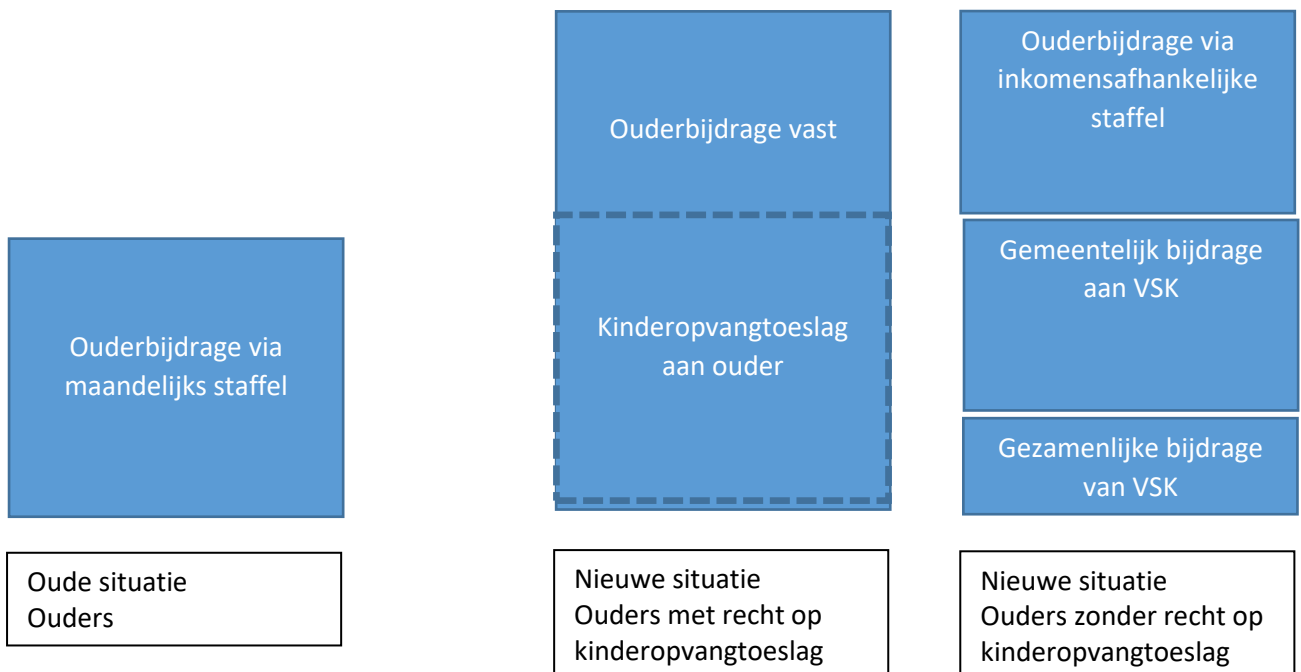 Ouderbijdrage via
maandelijks staffel
Oude situatie
Ouders
Ouderbijdrage vast
Kinderopvangtoeslag
aan ouder
Nieuwe situatie
Ouders met recht op
kinderopvangtoeslag
Ouderbijdrage via
inkomensafhankelijke
staffel
Gemeentelijk bijdrage
aan VSK
Gezamenlijke bijdrage
van VSK
Nieuwe situatie
Ouders zonder recht op
kinderopvangtoeslag